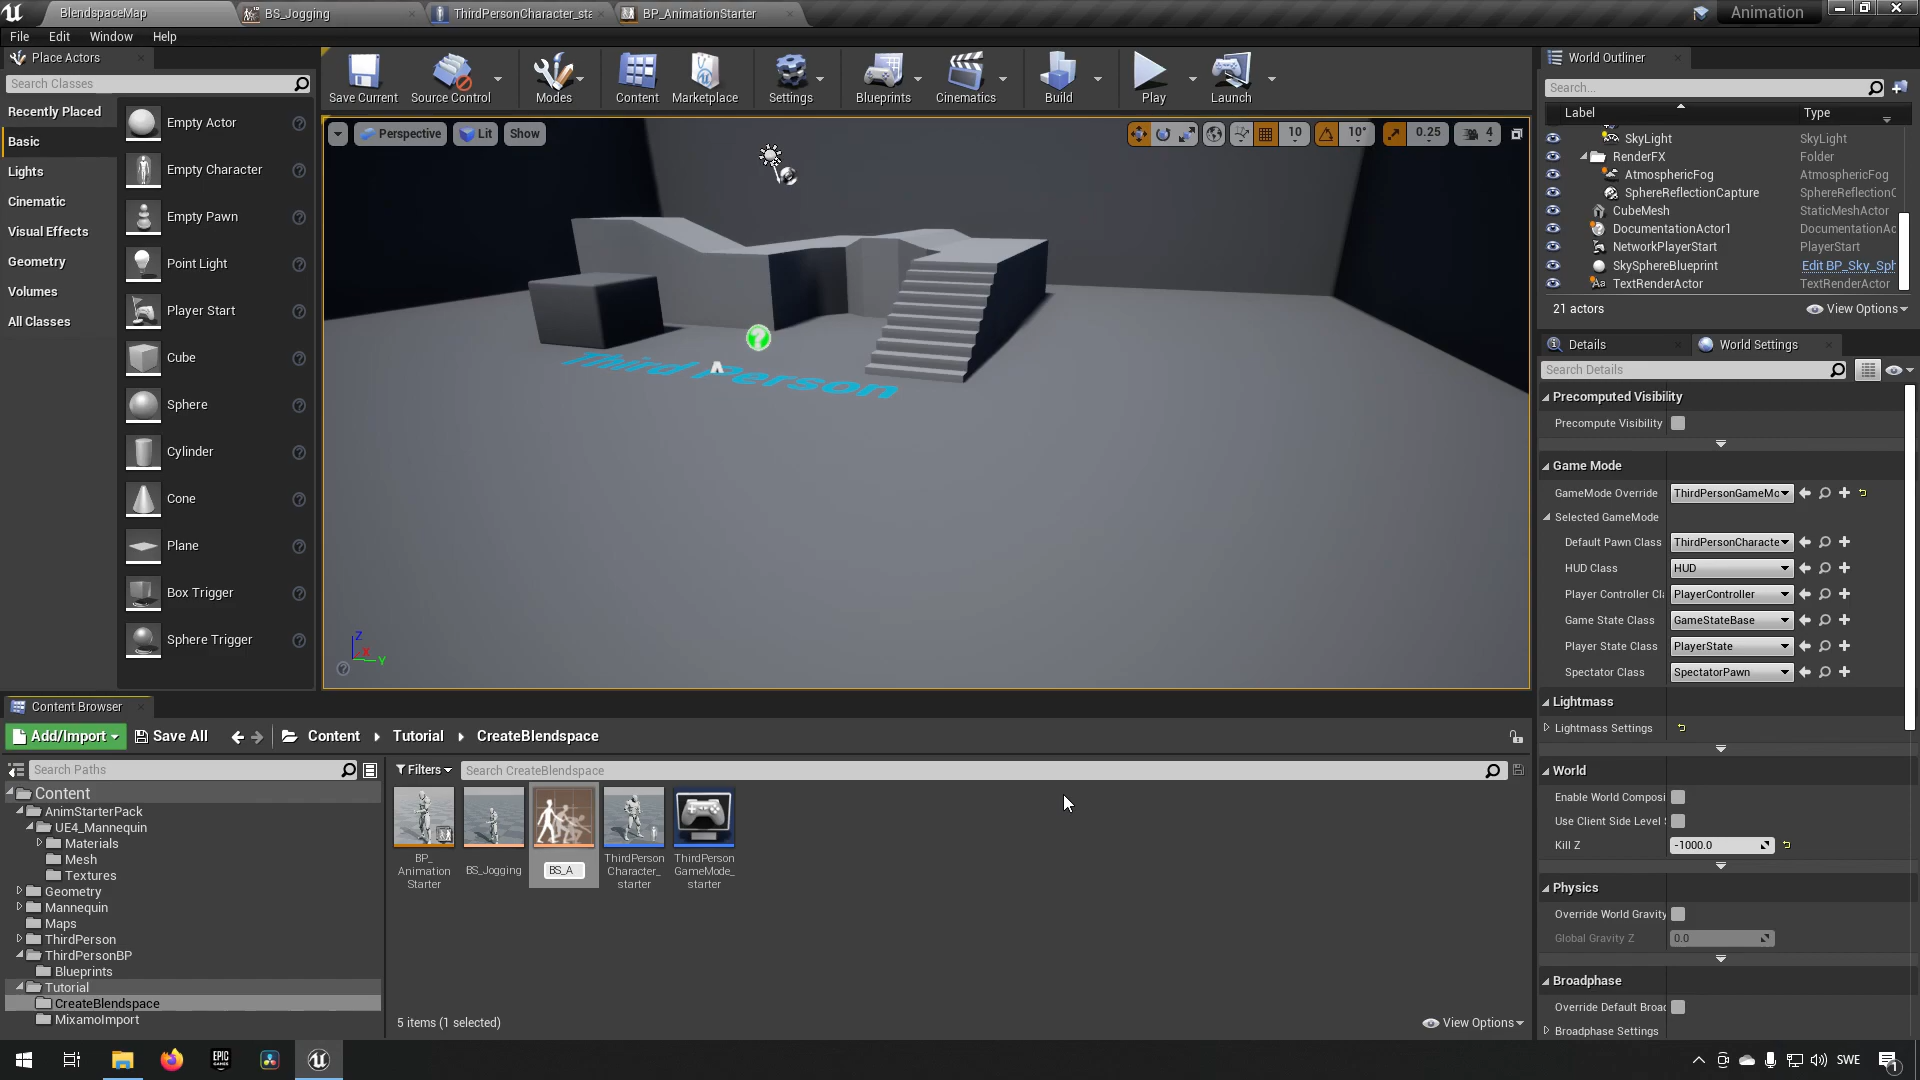 BlendspaceMap
BS_Jogging
ThirdPersonCharacter_sta
BP_AnimationStarter
Animation
File
Edit
Window
Help
Place Actors
Search Classes
Recently Placed
Basic
Lights
Cinematic
Visual Effects
Geometry
Volumes
All Classes
Empty Actor
Empty Character
Empty Pawn
Point Light
Player Start
Cube
Sphere
Cylinder
Cone
Plane
Box Trigger
Sphere Trigger
Save Current
Source Control
Modes
Content
Marketplace
Settings
Blueprints
Cinematics
Build
Play
Launch
Perspective
Lit
Show
10
10°
0.25
4
Third Person
Z
X
Y
World Outliner
Search...
Label
Type
SkyLight
SkyLight
RenderFX
Folder
AtmosphericFog
AtmosphericFog
SphereReflectionCapture
SphereReflectionC
CubeMesh
StaticMeshActor
DocumentationActor1
DocumentationAc
NetworkPlayerStart
PlayerStart
SkySphereBlueprint
Edit BP_Sky_Sph
TextRenderActor
TextRenderActor
21 actors
View Options
Details
World Settings
Search Details
Precomputed Visibility
Precompute Visibility
Game Mode
GameMode Override
ThirdPersonGameMo
Selected GameMode
Default Pawn Class
ThirdPersonCharacte
HUD Class
HUD
Player Controller Cla
PlayerController
Game State Class
GameStateBase
Player State Class
PlayerState
Spectator Class
SpectatorPawn
Lightmass
Lightmass Settings
World
Enable World Composi
Use Client Side Level S
Kill Z
-1000.0
Physics
Override World Gravity
Global Gravity Z
0.0
Broadphase
Override Default Broad
Broadphase Settings
Content Browser
Add/Import
Save All
Content
Tutorial
CreateBlendspace
Search Paths
Filters
Search CreateBlendspace
Content
AnimStarterPack
UE4_Mannequin
Materials
Mesh
Textures
Geometry
Mannequin
Maps
ThirdPerson
ThirdPersonBP
Blueprints
Tutorial
CreateBlendspace
MixamoImport
BP_
Animation
Starter
BS_Jogging
BS_A
ThirdPerson
Character_
starter
ThirdPerson
GameMode_
starter
5 items (1 selected)
View Options
EPIC
GAMES
SWE
1